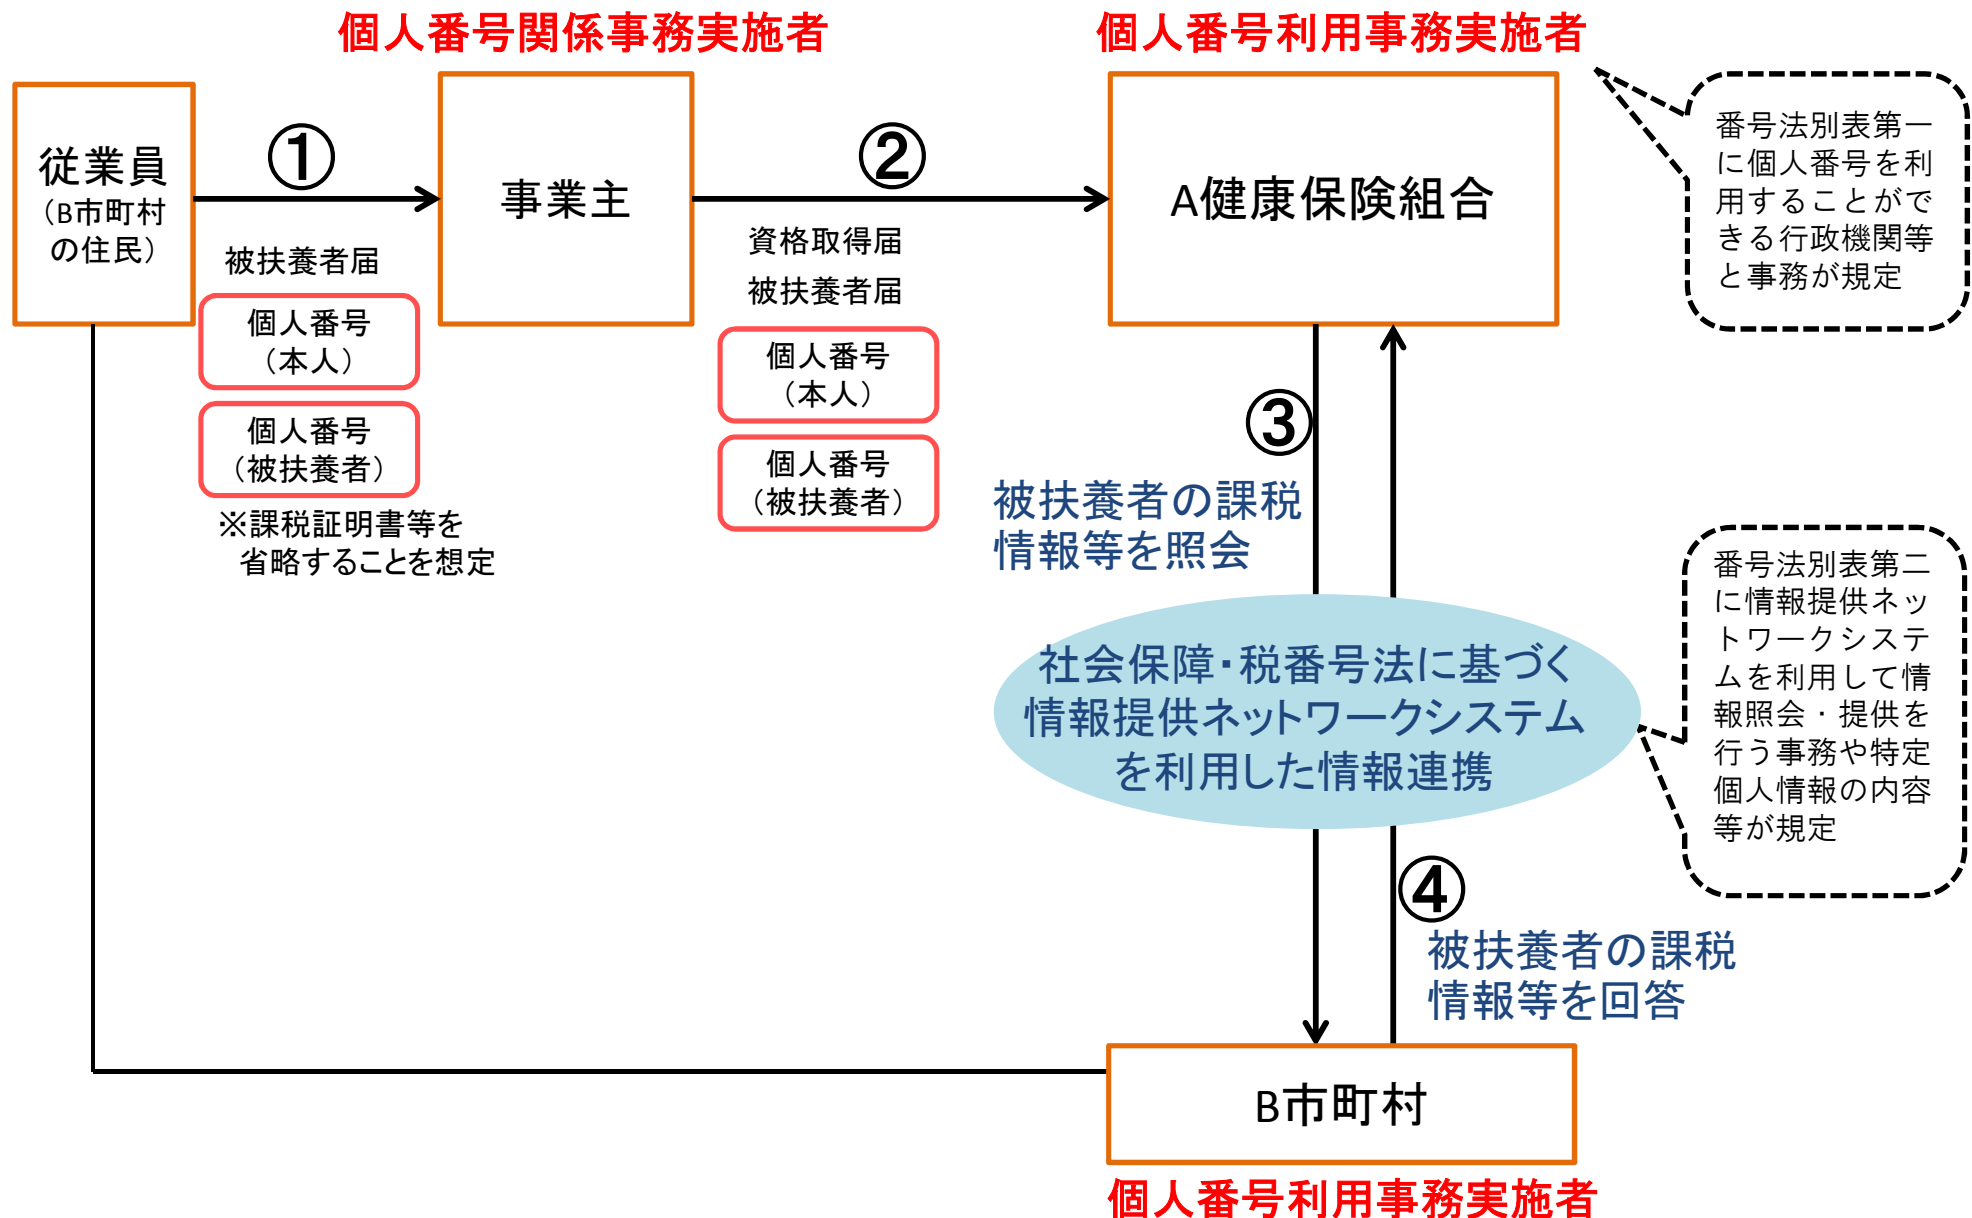 個人番号関係事務実施者
個人番号利用事務実施者
従業員
（B市町村
の住民）
①
事業主
②
A健康保険組合
番号法別表第一
に個人番号を利
用することがで
きる行政機関等
と事務が規定
被扶養者届
個人番号
（本人）
個人番号
（被扶養者）
※課税証明書等を
省略することを想定
資格取得届
被扶養者届
個人番号
（本人）
個人番号
（被扶養者）
③
被扶養者の課税
情報等を照会
社会保障・税番号法に基づく
情報提供ネットワークシステム
を利用した情報連携
番号法別表第二
に情報提供ネッ
トワークシステ
ムを利用して情
報照会・提供を
行う事務や特定
個人情報の内容
等が規定
④
被扶養者の課税
情報等を回答
B市町村
個人番号利用事務実施者